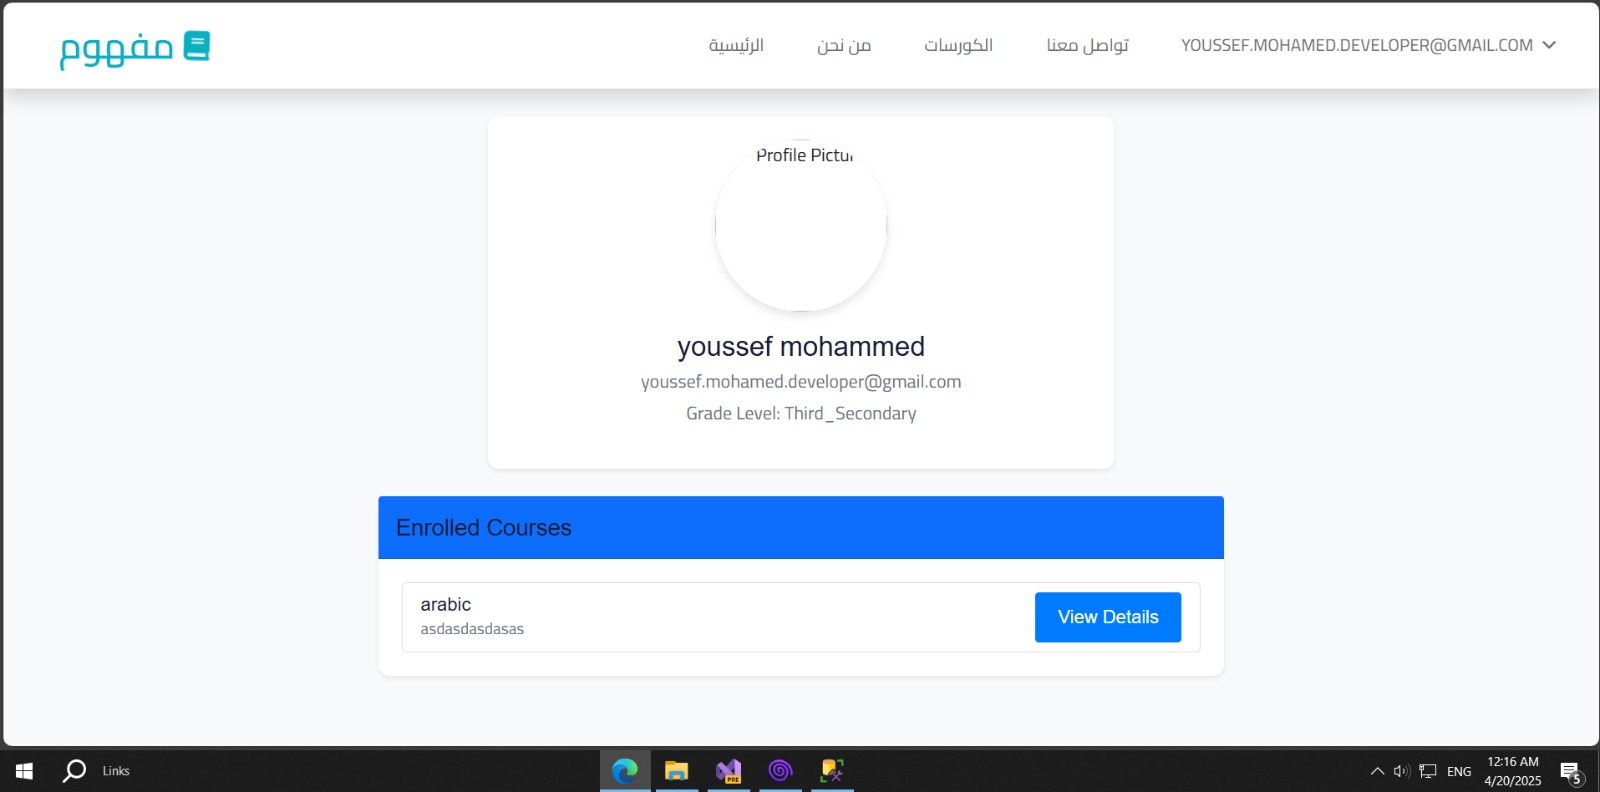 مفهوم
الرئيسية
من نحن
الكورسات
تواصل معنا
YOUSSEF.MOHAMED.DEVELOPER@GMAIL.COM
Profile Pictur
youssef mohammed
youssef.mohamed.developer@gmail.com
Grade Level: Third_Secondary
Enrolled Courses
arabic
asdasdasdasas
View Details
Links
PRE
ENG
12:16 AM
4/20/2025
5